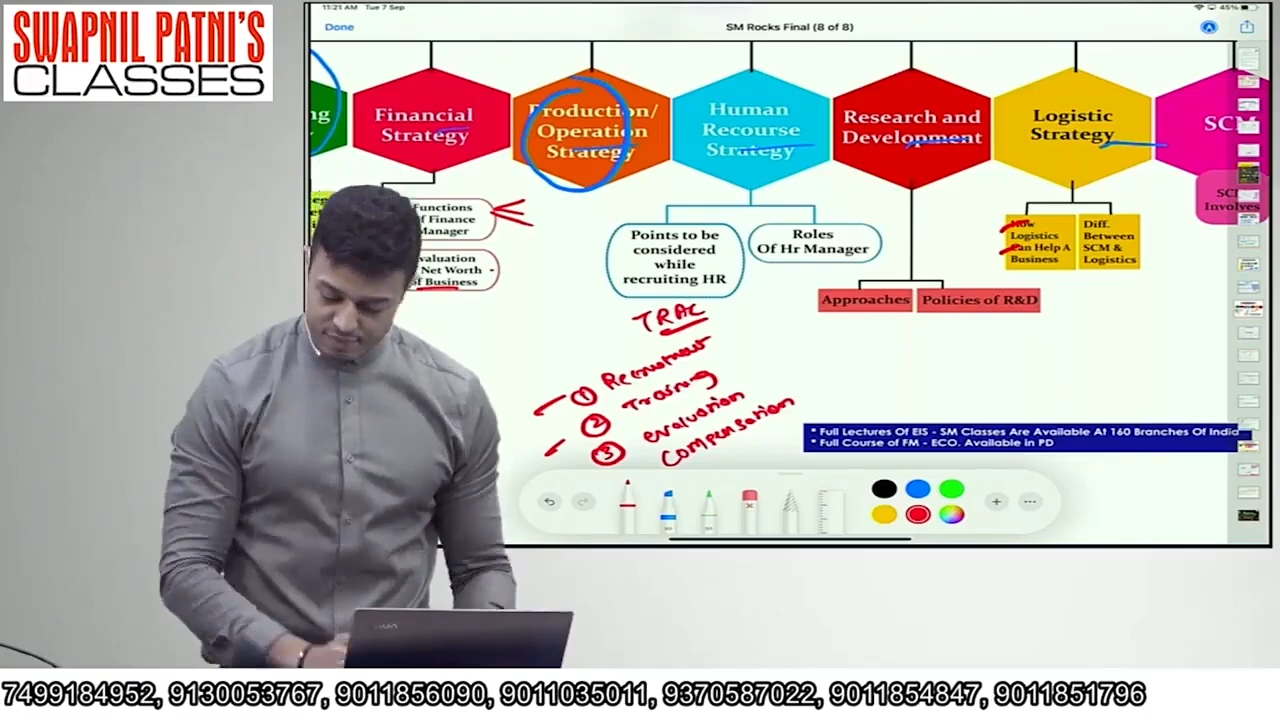 SWAPNIL PATNI'S
CLASSES
11:21 AM Tue 7 Sep
45%
Done
SM Rocks Final (8 of 8)
ng
Financial
Strategy
Production/
Operation
Strategy
Human
Recourse
Strategy
Research and
Development
Logistic
Strategy
SCM
Functions
of Finance
Manager
Evaluation
Net Worth
of Business
Points to be
considered
while
recruiting HR
Roles
Of Hr Manager
Approaches
Policies of R&D
How
Logistics
Can Help A
Business
Diff.
Between
SCM &
Logistics
SCM
Involves
TRAC
① Recruitment
② Training
③ evaluation
compensation
* Full Lectures Of EIS - SM Classes Are Available At 160 Branches Of India
* Full Course of FM - ECO. Available in PD
7499184952, 9130053767, 9011856090, 9011035011, 9370587022, 9011854847, 9011851796